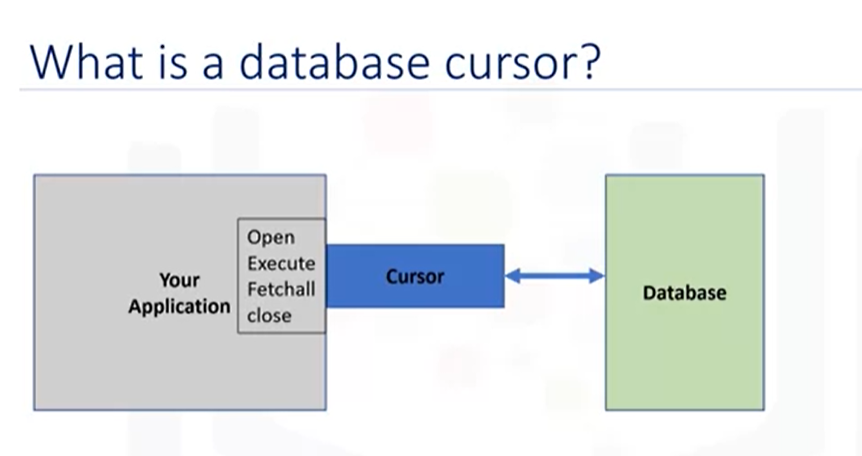 What is a database cursor?
Your
Application
Open
Execute
Fetchall
close
Cursor
Database